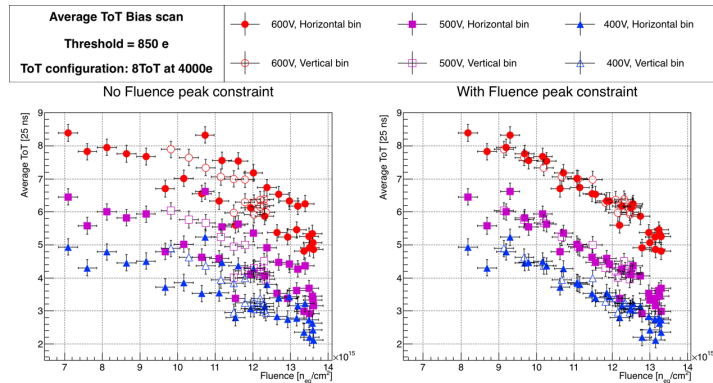 Average ToT Bias scan
Threshold = 850 e
ToT configuration: 8ToT at 4000e
600V, Horizontal bin
500V, Horizontal bin
400V, Horizontal bin
600V, Vertical bin
500V, Vertical bin
400V, Vertical bin
No Fluence peak constraint
With Fluence peak constraint
Average ToT [25 ns]
9
8
7
6
5
4
3
2
7 8 9 10 11 12 13 14
×10¹⁵
Fluence [n_eq/cm²]
Average ToT [25 ns]
9
8
7
6
5
4
3
2
7 8 9 10 11 12 13 14
×10¹⁵
Fluence [n_eq/cm²]